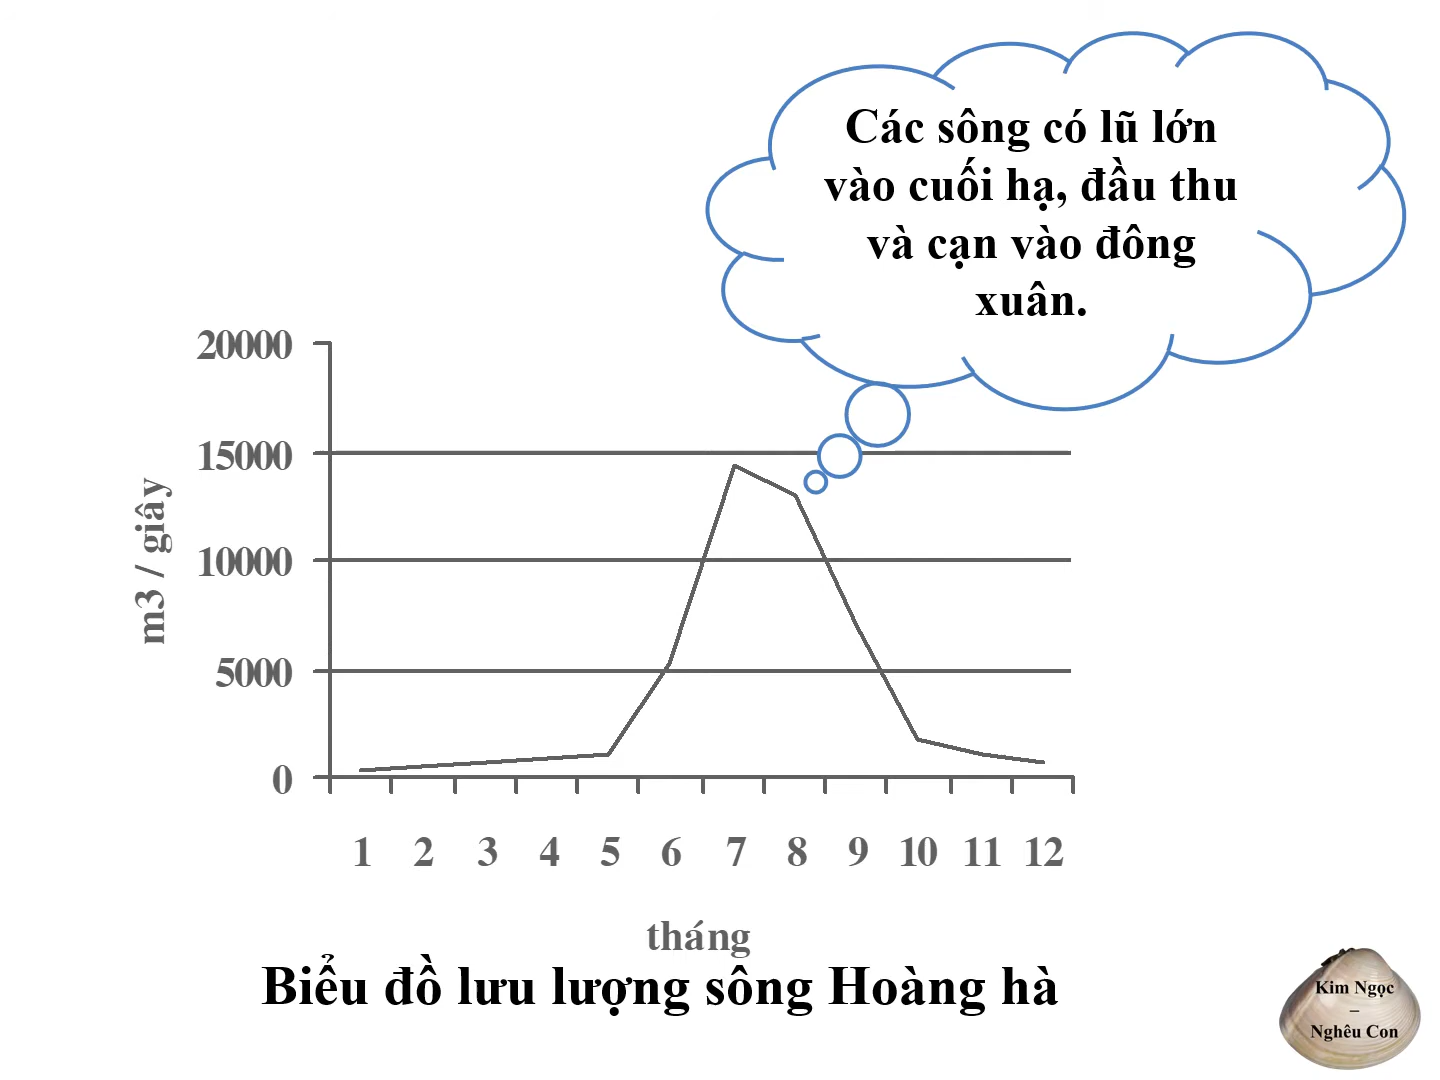 Các sông có lũ lớn
vào cuối hạ, đầu thu
và cạn vào đông
xuân.
20000
15000
10000
5000
0
m3 / giây
1 2 3 4 5 6 7 8 9 10 11 12
tháng
Biểu đồ lưu lượng sông Hoàng hà
Kim Ngọc
–
Nghêu Con